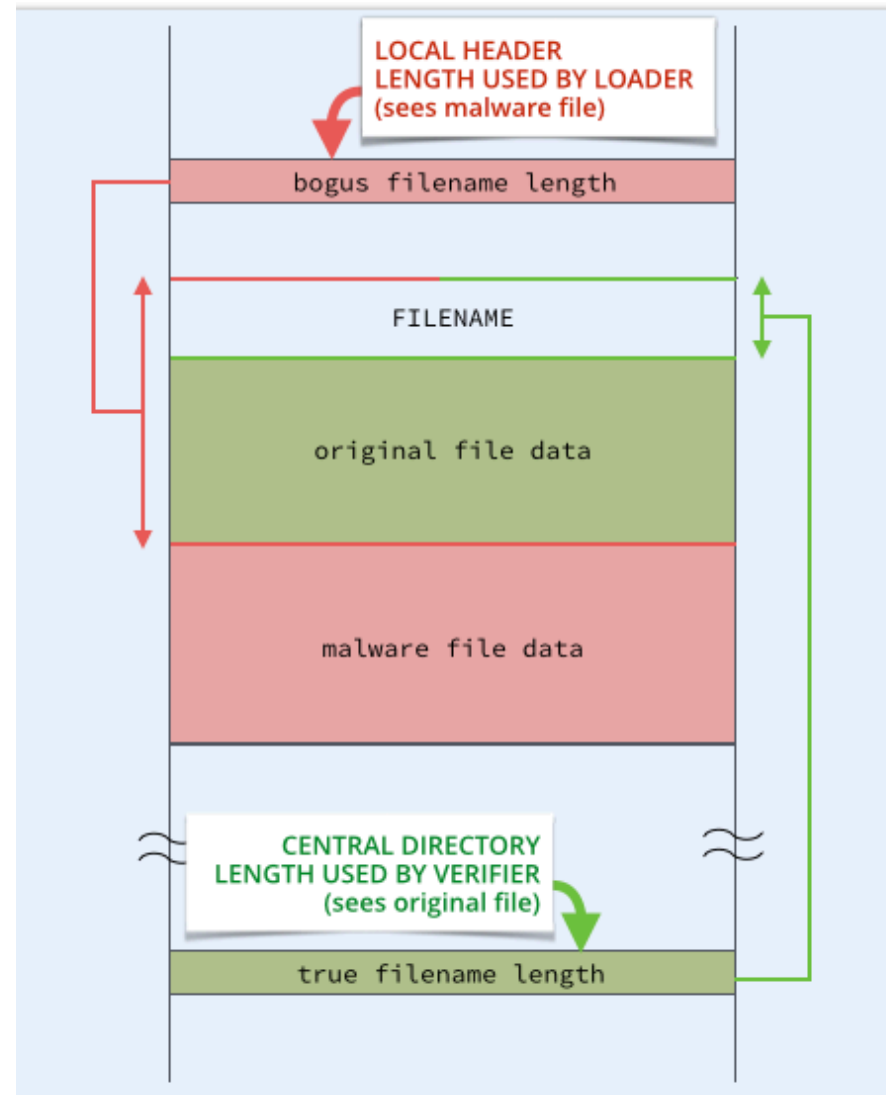 LOCAL HEADER
LENGTH USED BY LOADER
(sees malware file)
bogus filename length
FILENAME
original file data
malware file data
CENTRAL DIRECTORY
LENGTH USED BY VERIFIER
(sees original file)
true filename length